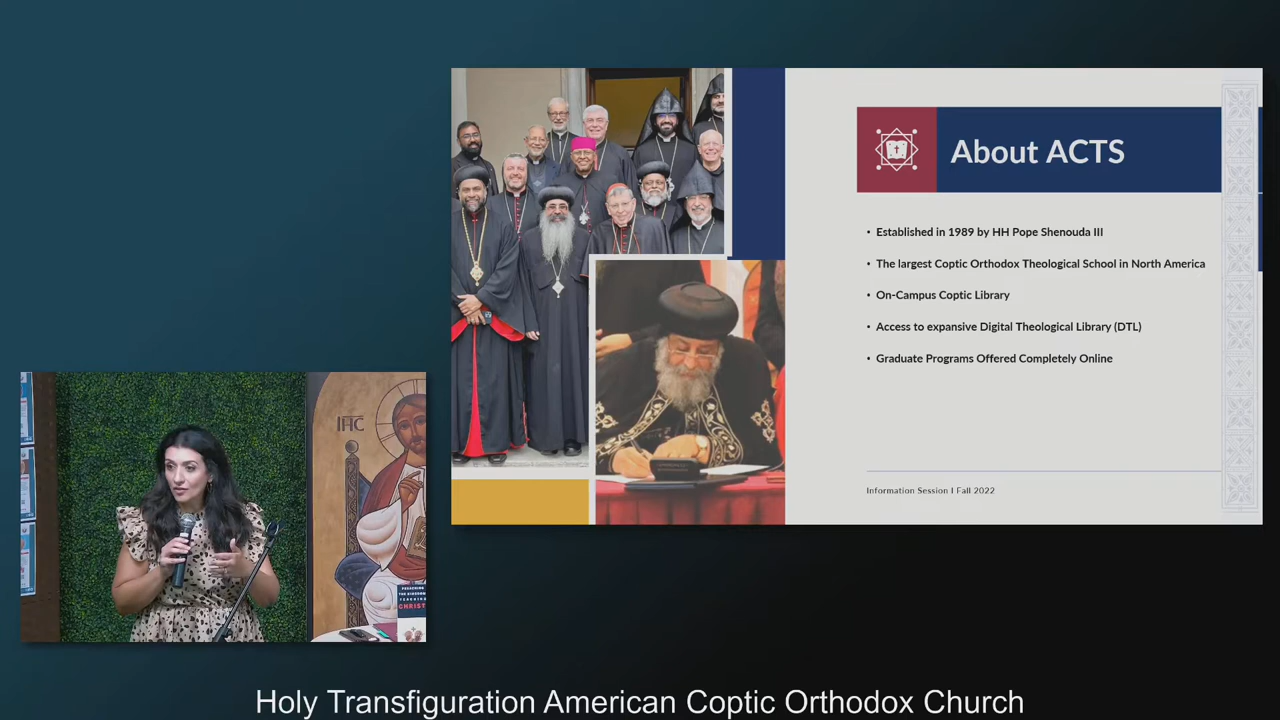 About ACTS
• Established in 1989 by HH Pope Shenouda III
• The largest Coptic Orthodox Theological School in North America
• On-Campus Coptic Library
• Access to expansive Digital Theological Library (DTL)
• Graduate Programs Offered Completely Online
Information Session I Fall 2022
IHC
CHRIST
Holy Transfiguration American Coptic Orthodox Church